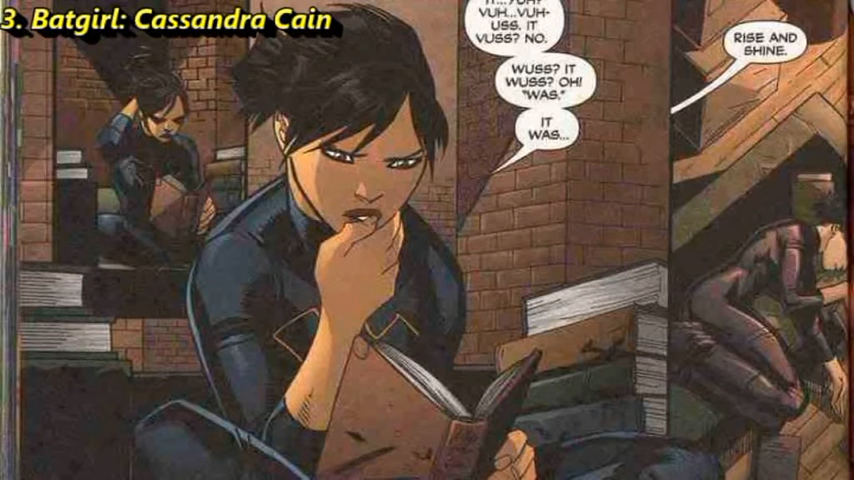 3. Batgirl: Cassandra Cain
VUH...VUH-
USS. IT
VUSS? NO.
WUSS? IT
WUSS? OH!
"WAS."
IT
WAS...
RISE AND
SHINE.